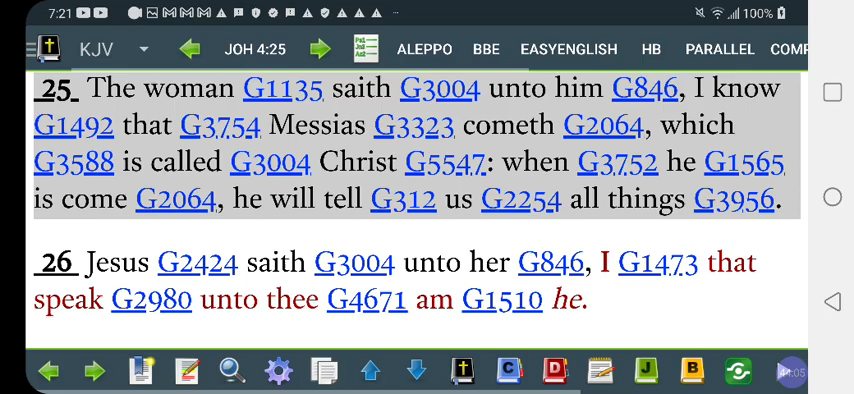 7:21 100%
KJV JOH 4:25 ALEPPO BBE EASYENGLISH HB PARALLEL COMP
25 The woman G1135 saith G3004 unto him G846, I know
G1492 that G3754 Messias G3323 cometh G2064, which
G3588 is called G3004 Christ G5547: when G3752 he G1565
is come G2064, he will tell G312 us G2254 all things G3956.
26 Jesus G2424 saith G3004 unto her G846, I G1473 that
speak G2980 unto thee G4671 am G1510 he.
C D J B